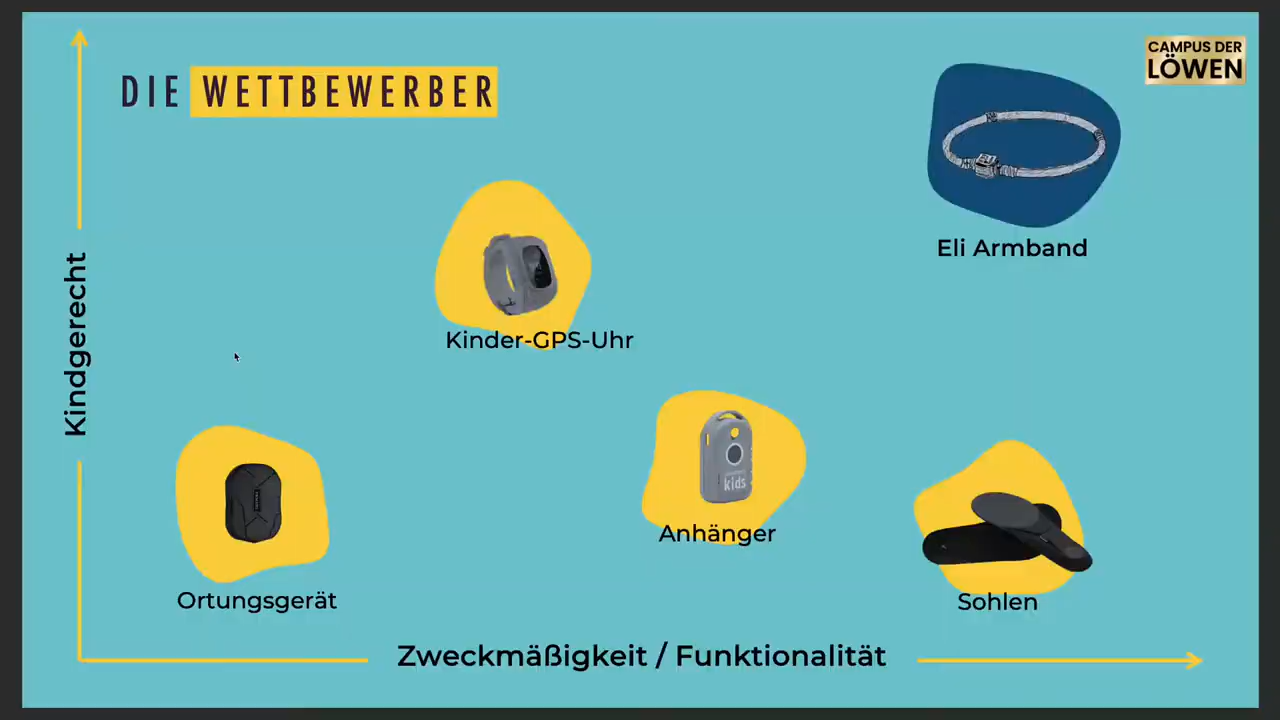 DIE WETTBEWERBER
CAMPUS DER
LÖWEN
Eli Armband
Kinder-GPS-Uhr
Kindgerecht
kids
Anhänger
Ortungsgerät
Sohlen
Zweckmäßigkeit / Funktionalität